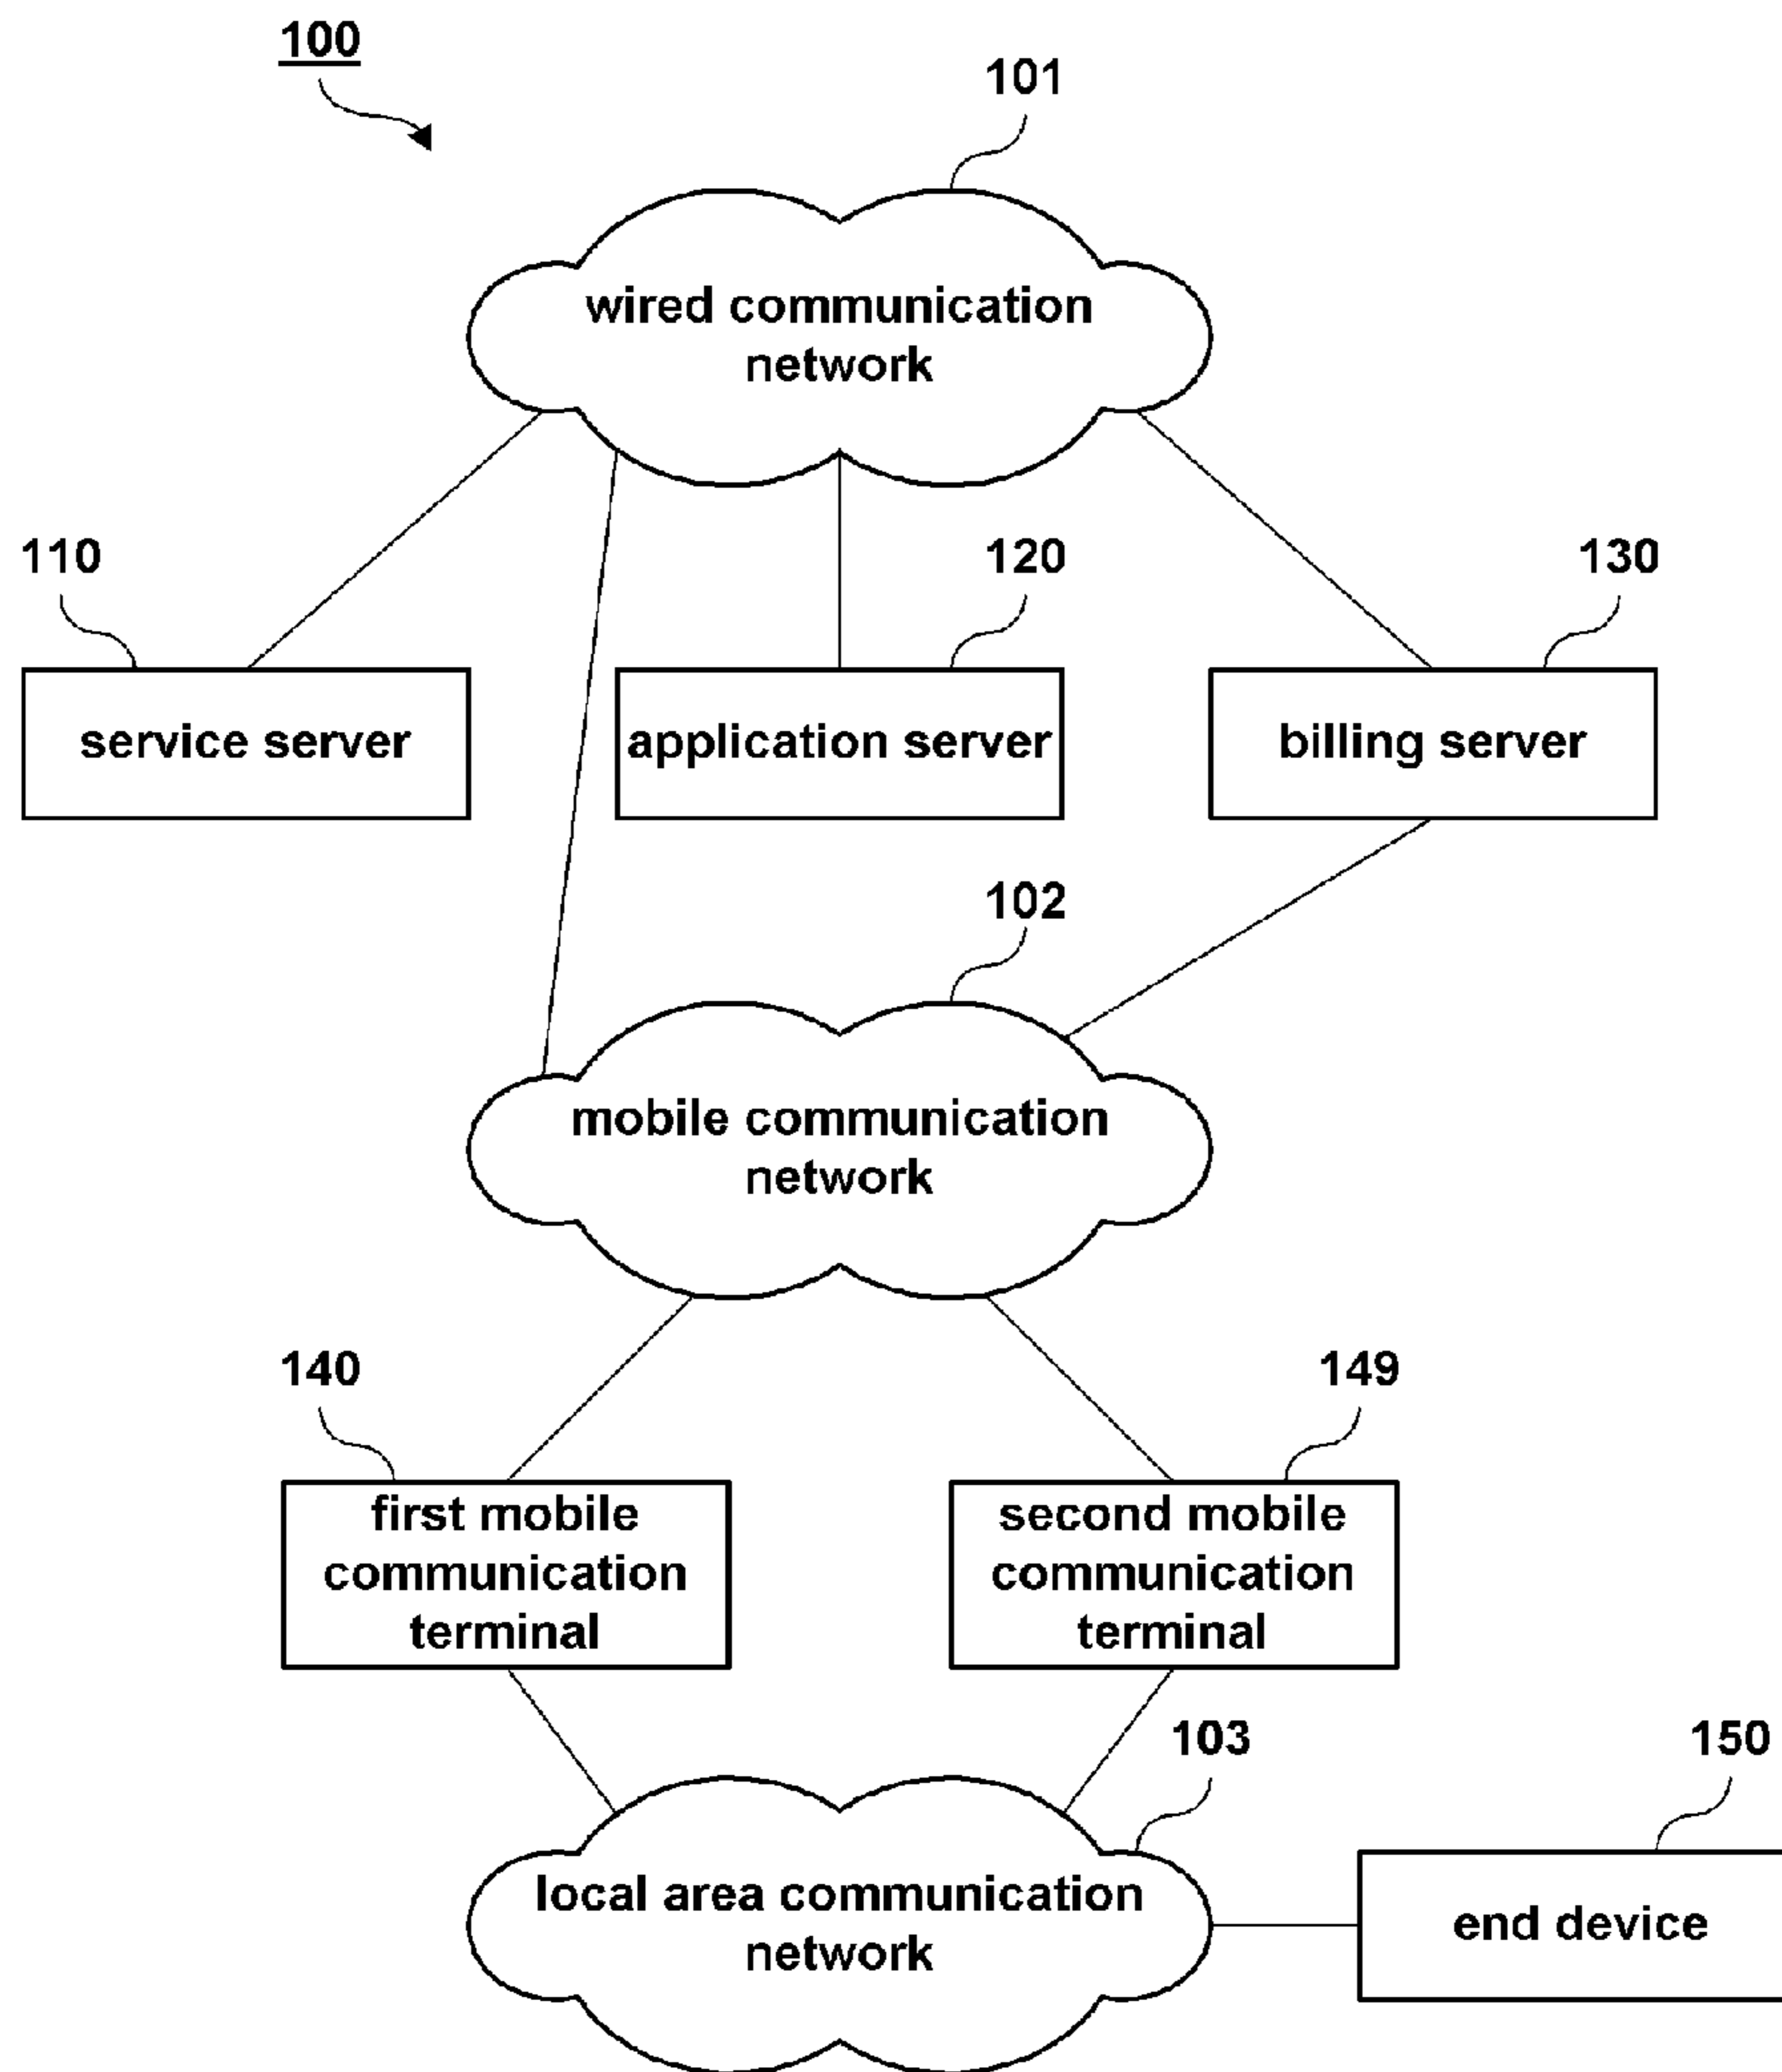 100
101
wired communication
network
110
120
130
service server
application server
billing server
102
mobile communication
network
140
149
first mobile
communication
terminal
second mobile
communication
terminal
103
150
local area communication
network
end device